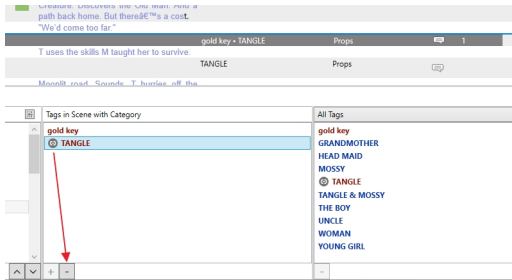 Creature. Discovers the Old Man. And a
path back home. But thereâ€™s a cost.
"We'd come too far."
gold key • TANGLE Props 1
T uses the skills M taught her to survive.
TANGLE Props
Moonlit road. Sounds. T hurries off the
Tags in Scene with Category All Tags
gold key gold key
TANGLE GRANDMOTHER
HEAD MAID
MOSSY
TANGLE
TANGLE & MOSSY
THE BOY
UNCLE
WOMAN
YOUNG GIRL
+ - -